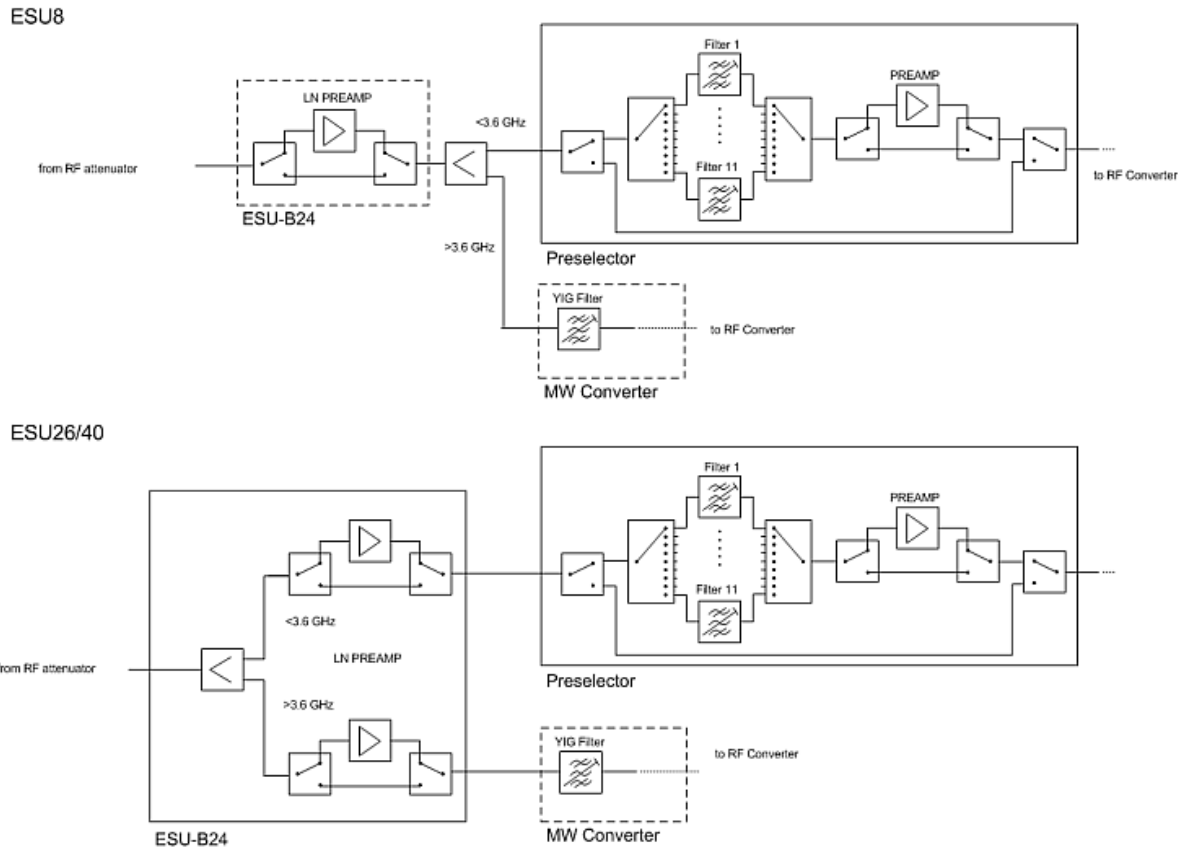 ESU8
Filter 1
PREAMP
LN PREAMP
<3.6 GHz
from RF attenuator
to RF Converter
Filter 11
ESU-B24
>3.6 GHz
Preselector
YIG Filter
to RF Converter
MW Converter
ESU26/40
Filter 1
PREAMP
Filter 11
<3.6 GHz
LN PREAMP
from RF attenuator
Preselector
>3.6 GHz
YIG Filter
to RF Converter
ESU-B24
MW Converter